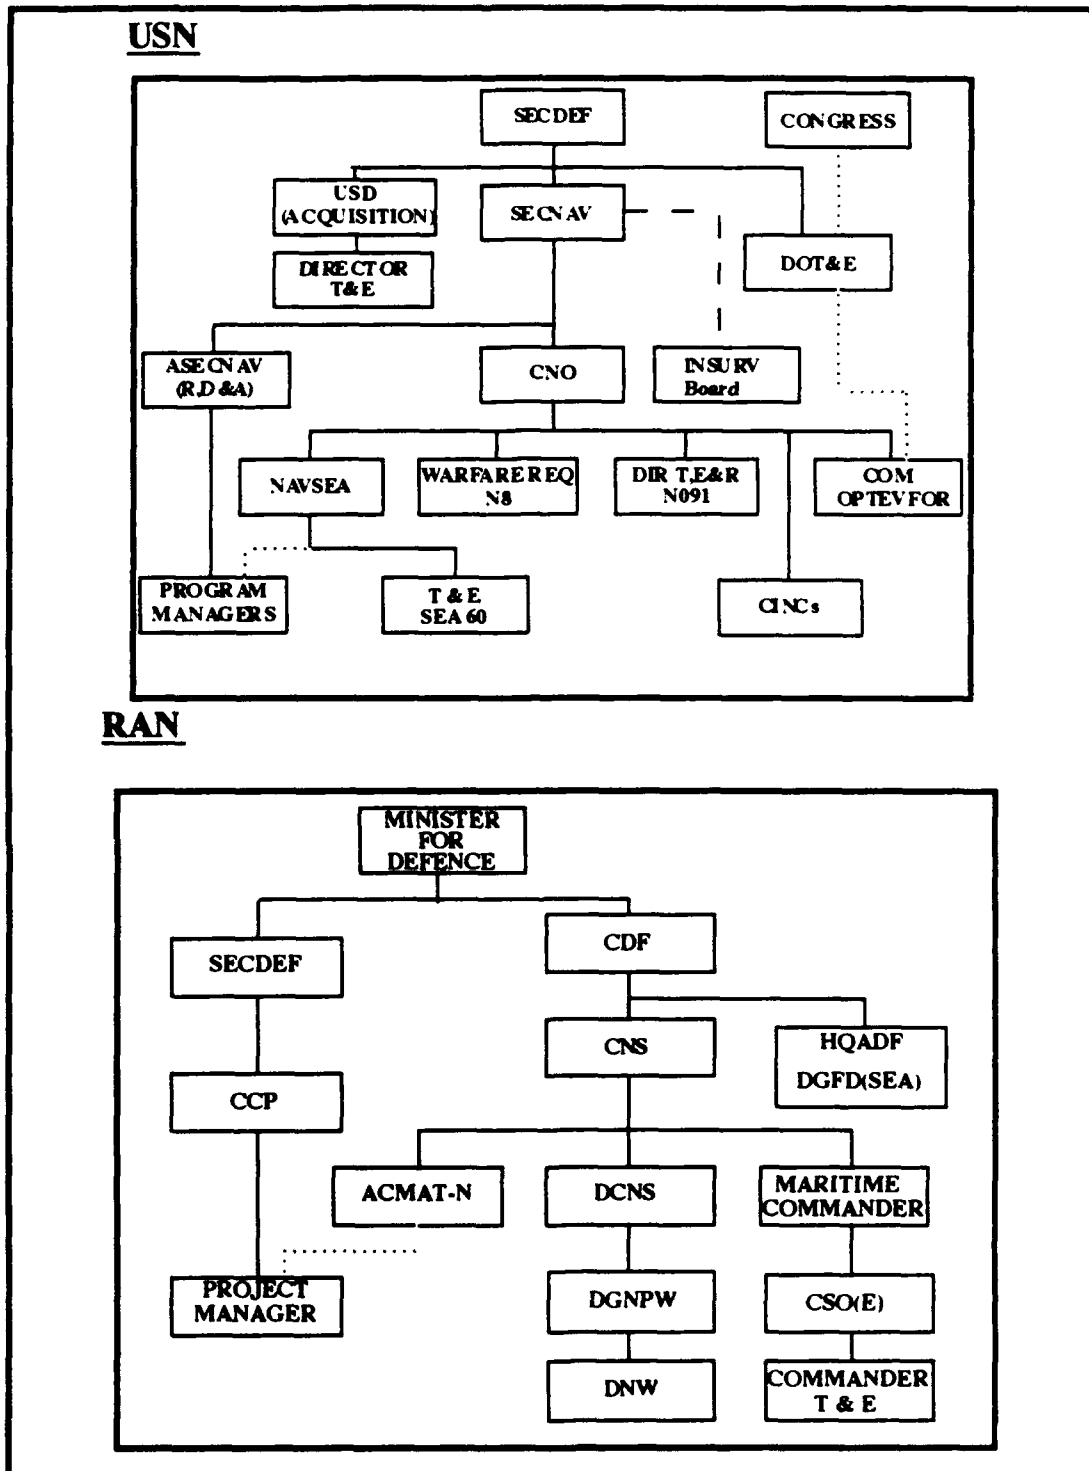 USN
SECDEF
CONGRESS
USD
(ACQUISITION)
SECNAV
DOT&E
DIRECTOR
T&E
ASECNAV
(R,D &A)
CNO
INSURV
Board
NAVSEA
WARFARE REQ
N8
DIR T,E&R
N091
COM
OPTEVFOR
PROGRAM
MANAGERS
T & E
SEA 60
CINCs
RAN
MINISTER
FOR
DEFENCE
SECDEF
CDF
CNS
HQADF
DGFD(SEA)
CCP
ACMAT-N
DCNS
MARITIME
COMMANDER
PROJECT
MANAGER
DGNPW
CSO(E)
DNW
COMMANDER
T & E